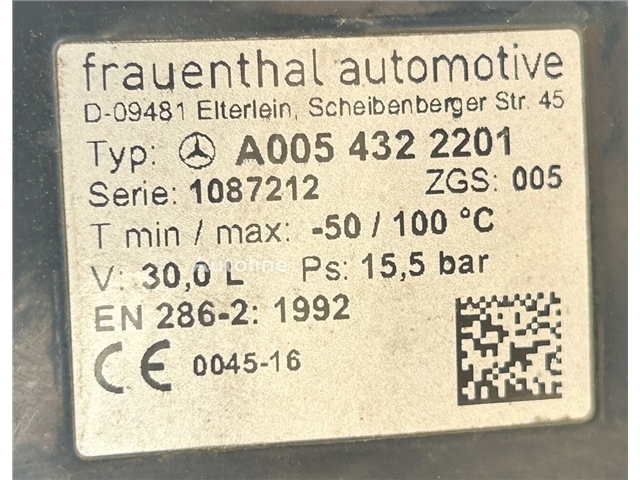 frauenthal automotive
D-09481 Elterlein, Scheibenberger Str. 45
Typ: A005 432 2201
Serie: 1087212 ZGS: 005
T min / max: -50 / 100 °C
Autoline
V: 30,0 L Ps: 15,5 bar
EN 286-2: 1992
CE 0045-16